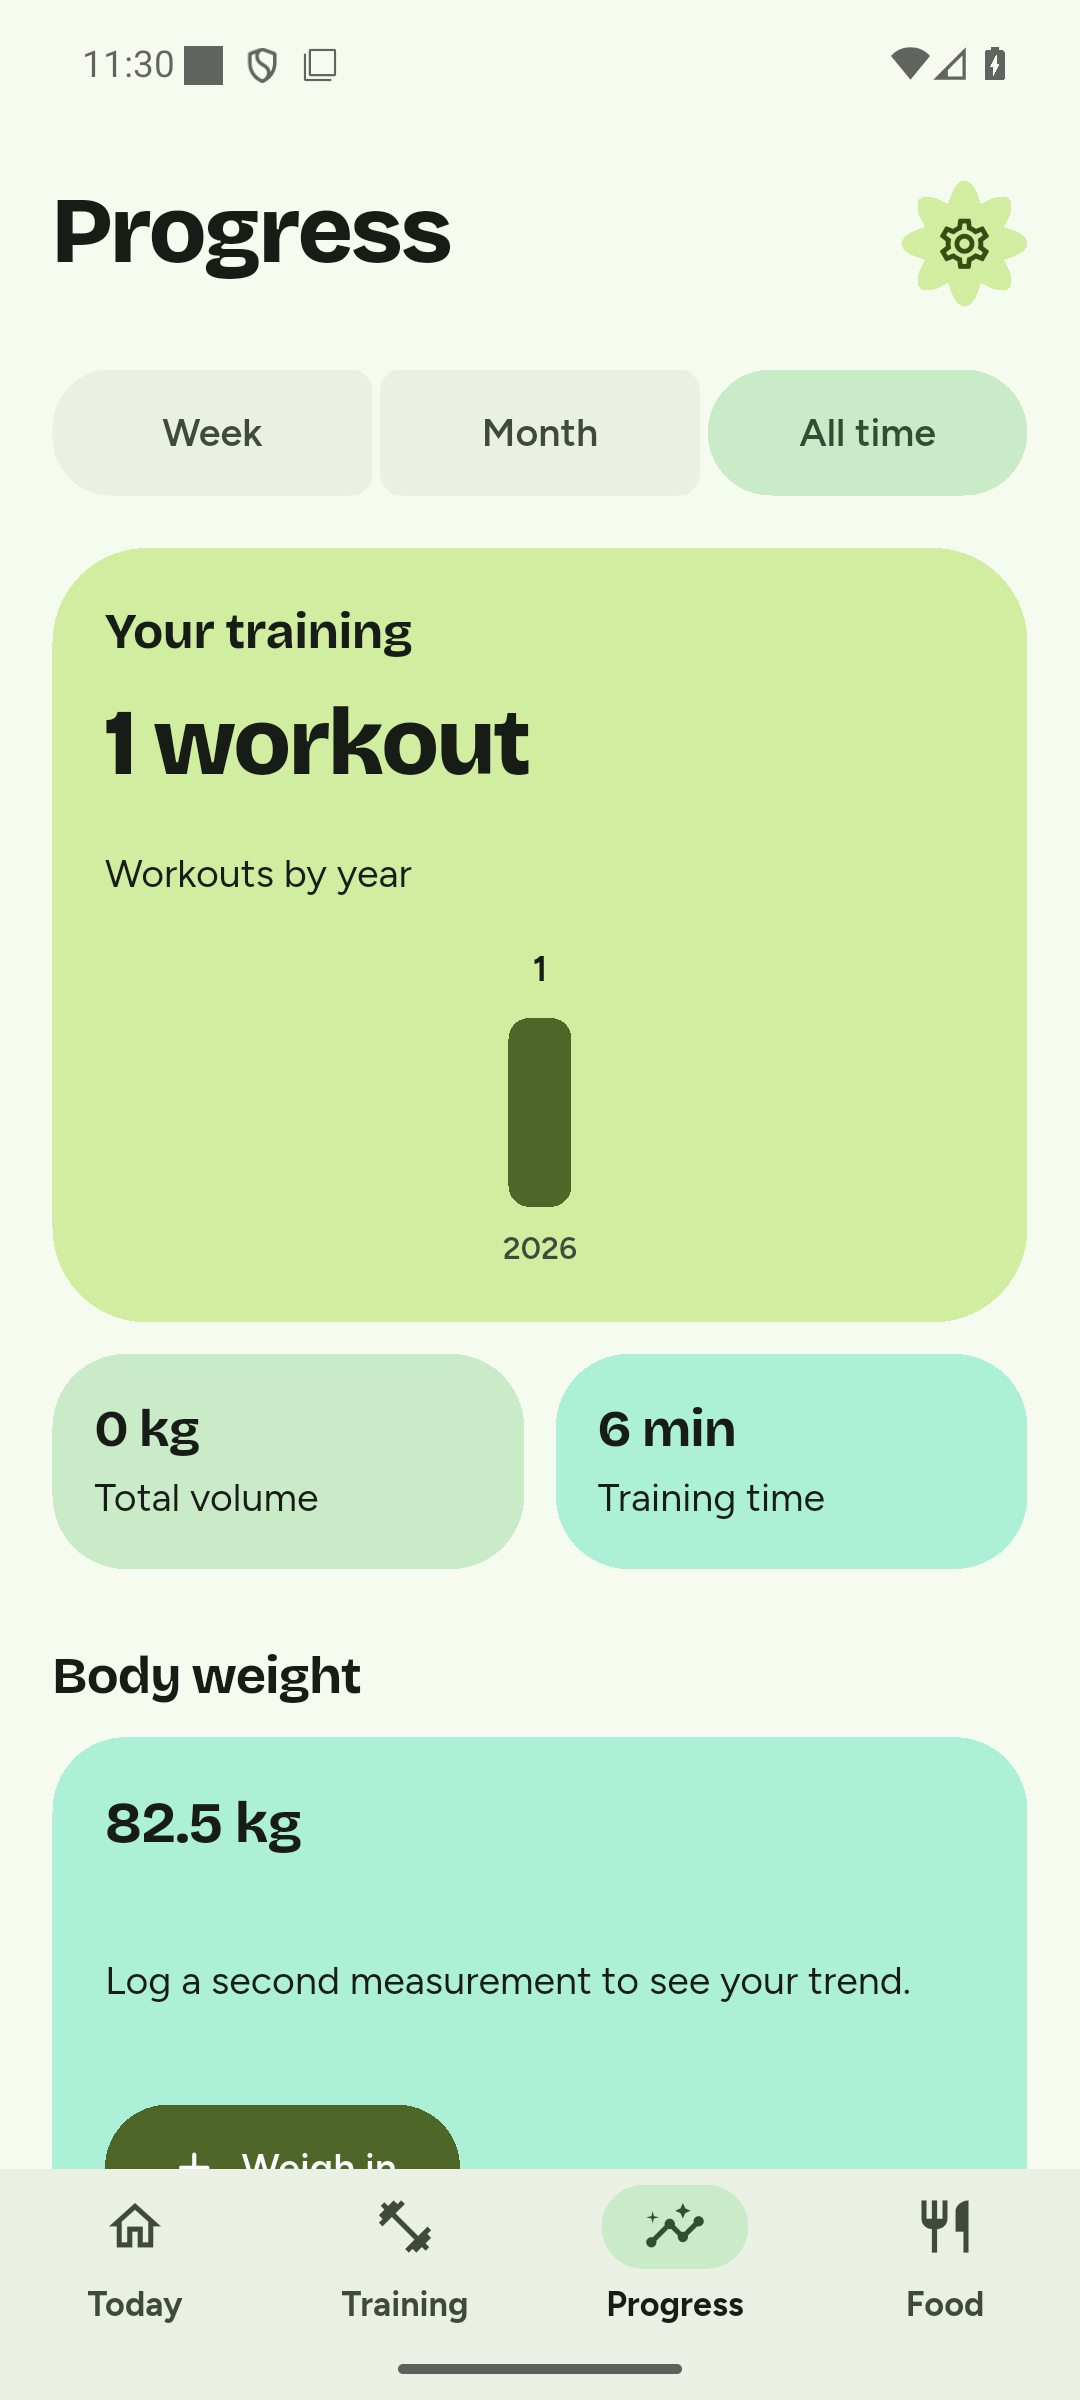 11:30
Progress
Week
Month
All time
Your training
1 workout
Workouts by year
1
2026
0 kg
Total volume
6 min
Training time
Body weight
82.5 kg
Log a second measurement to see your trend.
+ Weigh in
Today
Training
Progress
Food